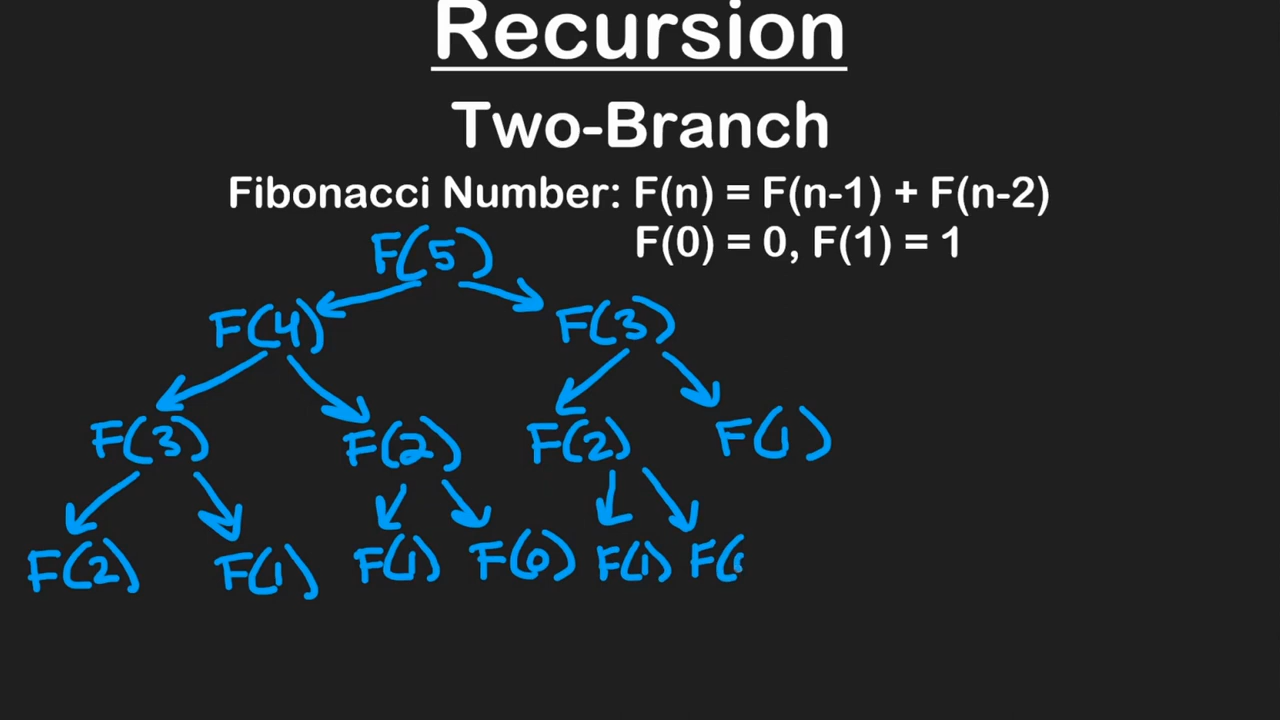 Recursion
Two-Branch
Fibonacci Number: F(n) = F(n-1) + F(n-2)
F(0) = 0, F(1) = 1
F(5)
F(4) F(3)
F(3) F(2) F(2) F(1)
F(2) F(1) F(1) F(0) F(1) F(